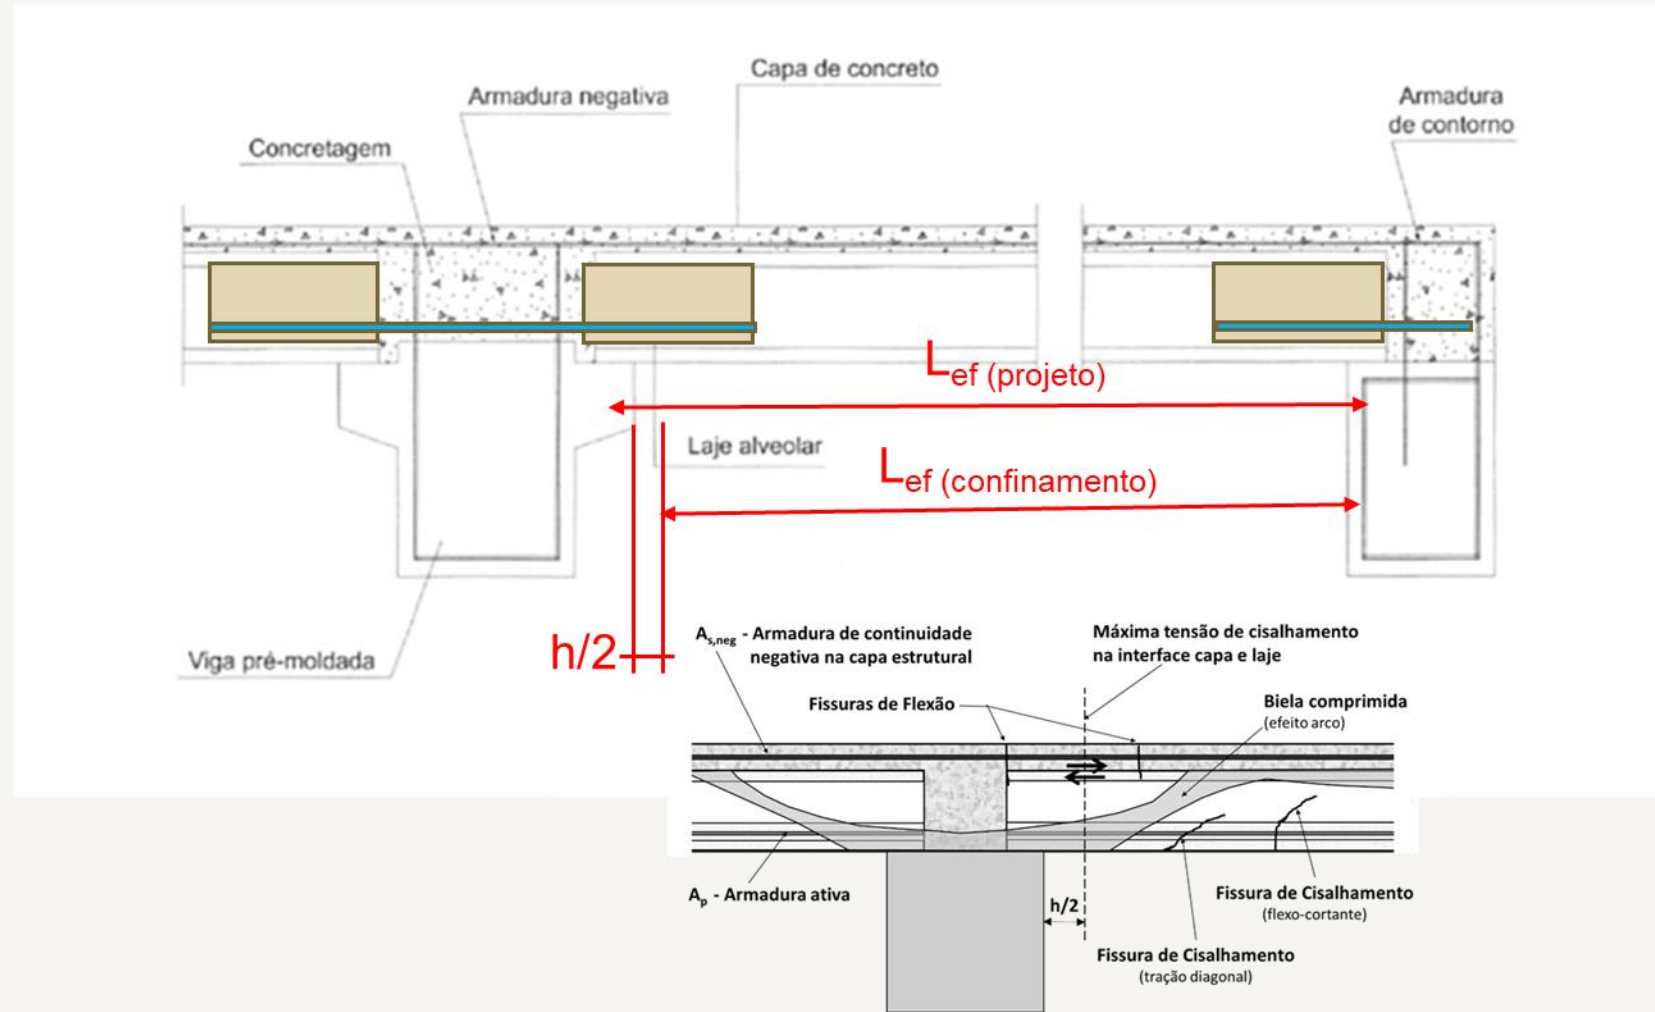 Capa de concreto
Armadura negativa
Armadura
de contorno
Concretagem
Lef (projeto)
Laje alveolar
Lef (confinamento)
h/2
Viga pré-moldada
As,neg - Armadura de continuidade
negativa na capa estrutural
Máxima tensão de cisalhamento
na interface capa e laje
Fissuras de Flexão
Biela comprimida
(efeito arco)
Ap - Armadura ativa
h/2
Fissura de Cisalhamento
(flexo-cortante)
Fissura de Cisalhamento
(tração diagonal)